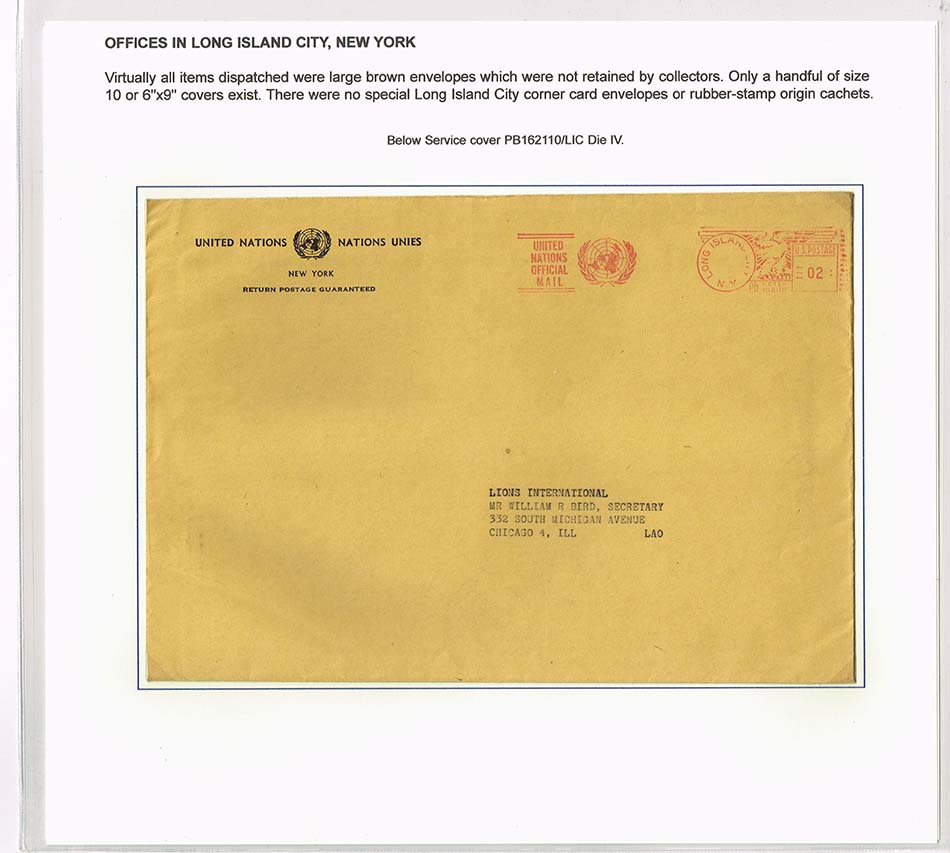 OFFICES IN LONG ISLAND CITY, NEW YORK
Virtually all items dispatched were large brown envelopes which were not retained by collectors. Only a handful of size
10 or 6"x9" covers exist. There were no special Long Island City corner card envelopes or rubber-stamp origin cachets.
Below Service cover PB162110/LIC Die IV.
UNITED NATIONS NATIONS UNIES
NEW YORK
RETURN POSTAGE GUARANTEED
UNITED
NATIONS
OFFICIAL
MAIL
LONG ISLAND CITY
N.Y.
U.S. POSTAGE
02
PB
LIONS INTERNATIONAL
MR WILLIAM R BIRD, SECRETARY
332 SOUTH MICHIGAN AVENUE
CHICAGO 4, ILL LAO